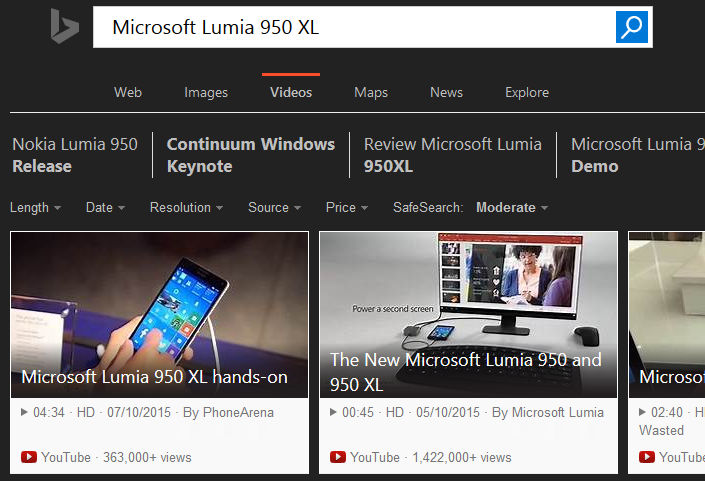 Microsoft Lumia 950 XL
Web Images Videos Maps News Explore
Nokia Lumia 950 Release
Continuum Windows Keynote
Review Microsoft Lumia 950XL
Microsoft Lumia 9
Demo
Length Date Resolution Source Price SafeSearch: Moderate
Microsoft Lumia 950 XL hands-on
04:34 · HD · 07/10/2015 · By PhoneArena
YouTube · 363,000+ views
Power a second screen
The New Microsoft Lumia 950 and
950 XL
00:45 · HD · 05/10/2015 · By Microsoft Lumia
YouTube · 1,422,000+ views
Microso
02:40 · H
Wasted
YouTube